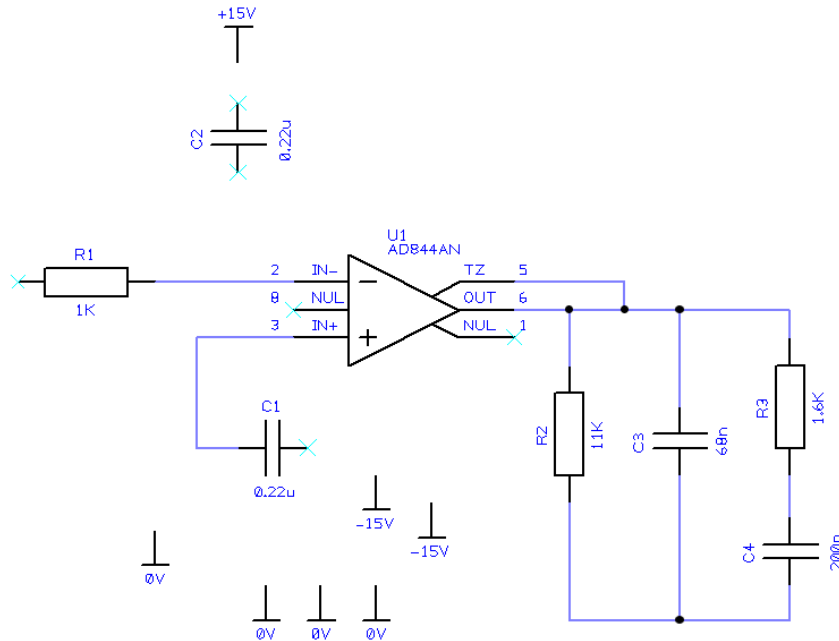 +15V
C2
0.22u
U1
AD844AN
R1
1K
2
IN-
TZ
5
8
NUL
OUT
6
3
IN+
NUL
1
C1
0.22u
R2
11K
C3
68n
R3
1.6K
C4
200n
-15V
-15V
0V
0V
0V
0V